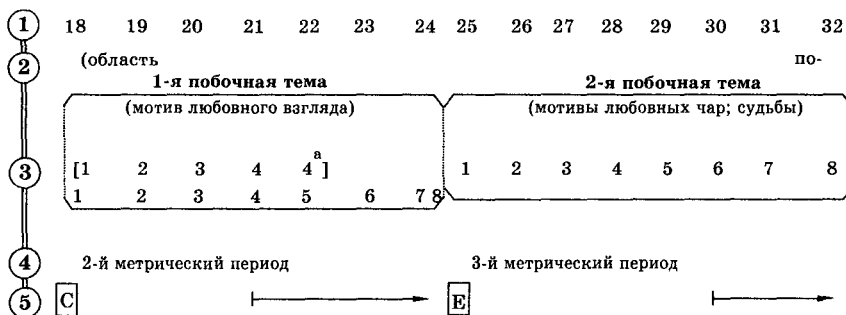 1 18 19 20 21 22 23 24 25 26 27 28 29 30 31 32
2 (область по-
1-я побочная тема 2-я побочная тема
(мотив любовного взгляда) (мотивы любовных чар; судьбы)
3 [1 2 3 4 4а] 1 2 3 4 5 6 7 8
1 2 3 4 5 6 7 8
4 2-й метрический период 3-й метрический период
5 C E